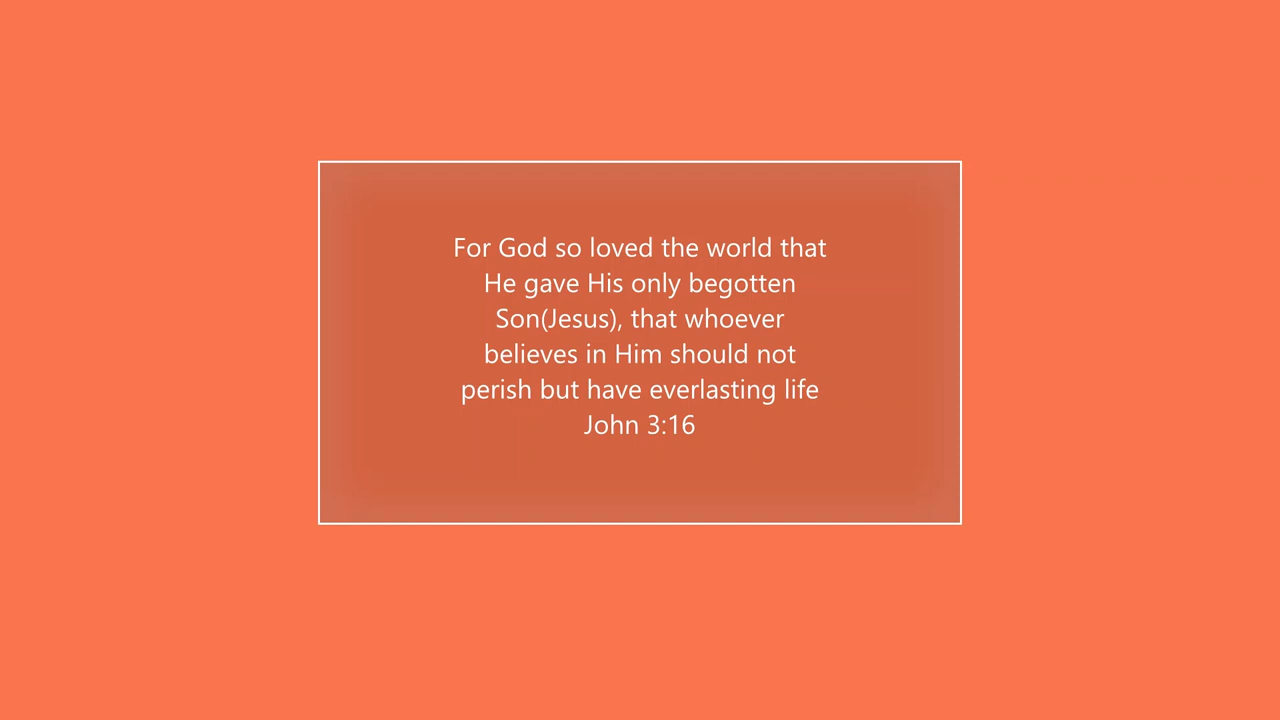 For God so loved the world that
He gave His only begotten
Son(Jesus), that whoever
believes in Him should not
perish but have everlasting life
John 3:16